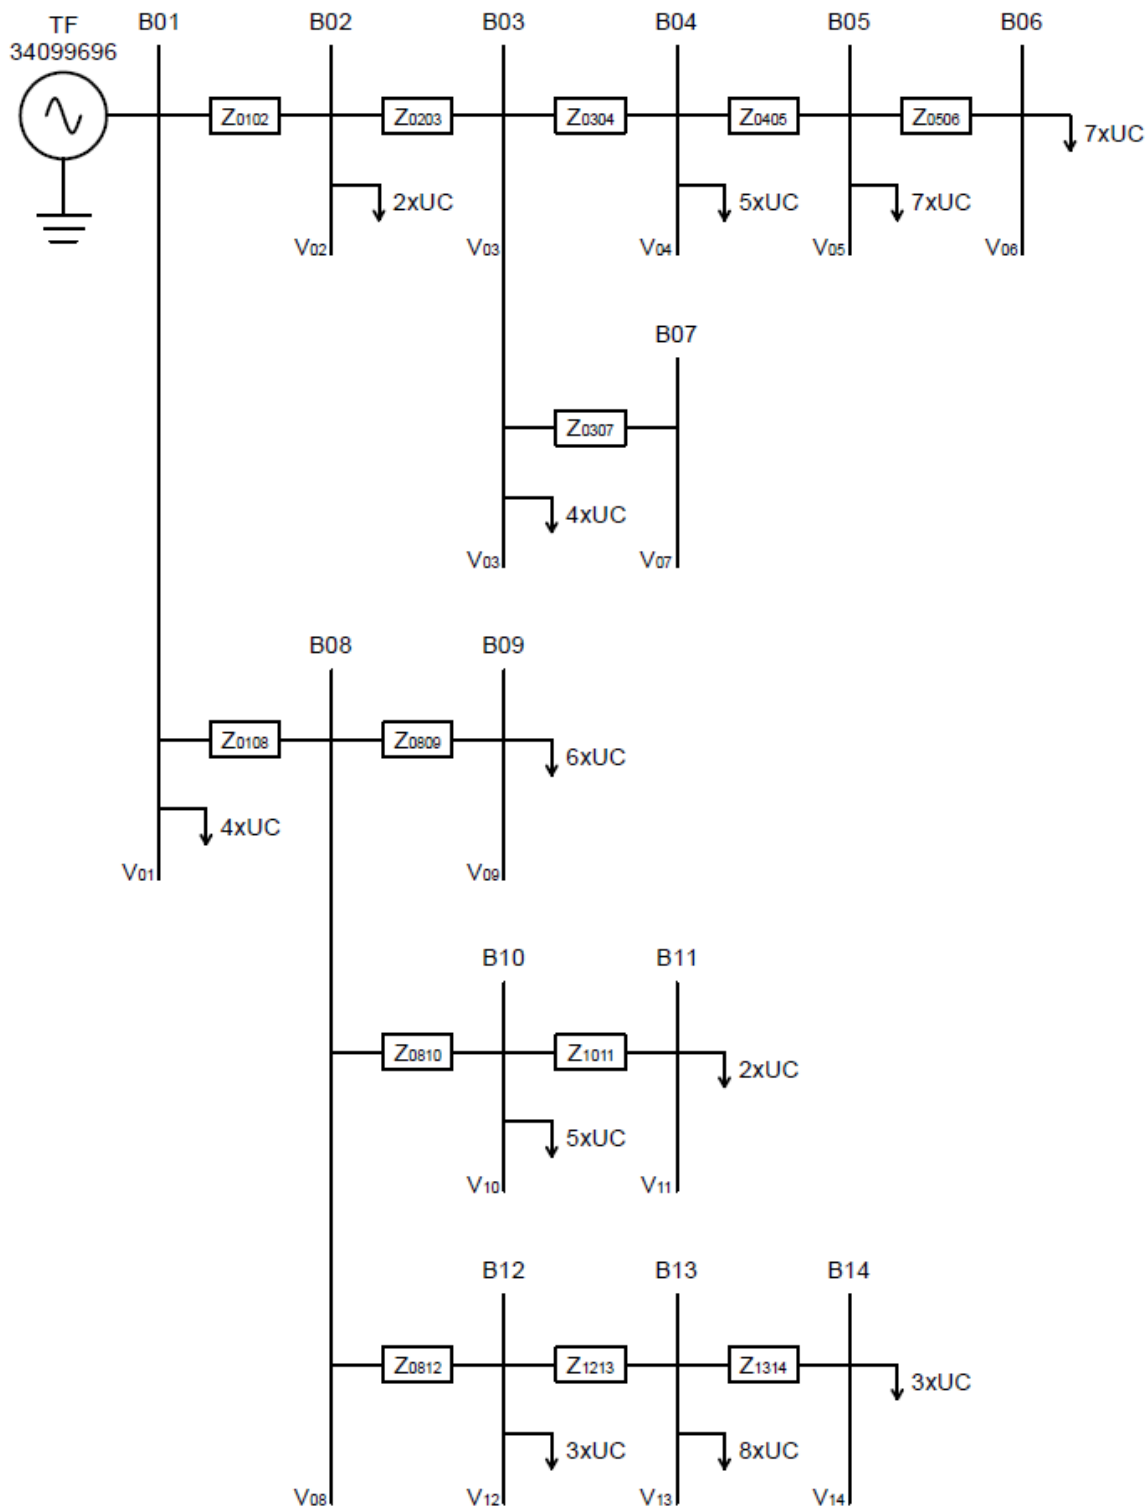 TF
34099696
B01
B02
B03
B04
B05
B06
Z0102
Z0203
Z0304
Z0405
Z0506
7xUC
2xUC
5xUC
7xUC
V02
V03
V04
V05
V06
B07
Z0307
4xUC
V03
V07
B08
B09
Z0108
Z0809
6xUC
4xUC
V01
V09
B10
B11
Z0810
Z1011
2xUC
5xUC
V10
V11
B12
B13
B14
Z0812
Z1213
Z1314
3xUC
3xUC
8xUC
V08
V12
V13
V14